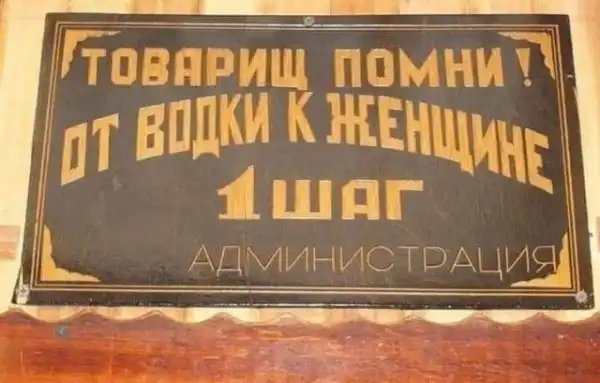 ТОВАРИЩ ПОМНИ!
ОТ ВОДКИ К ЖЕНЩИНЕ
1 ШАГ
АДМИНИСТРАЦИЯ